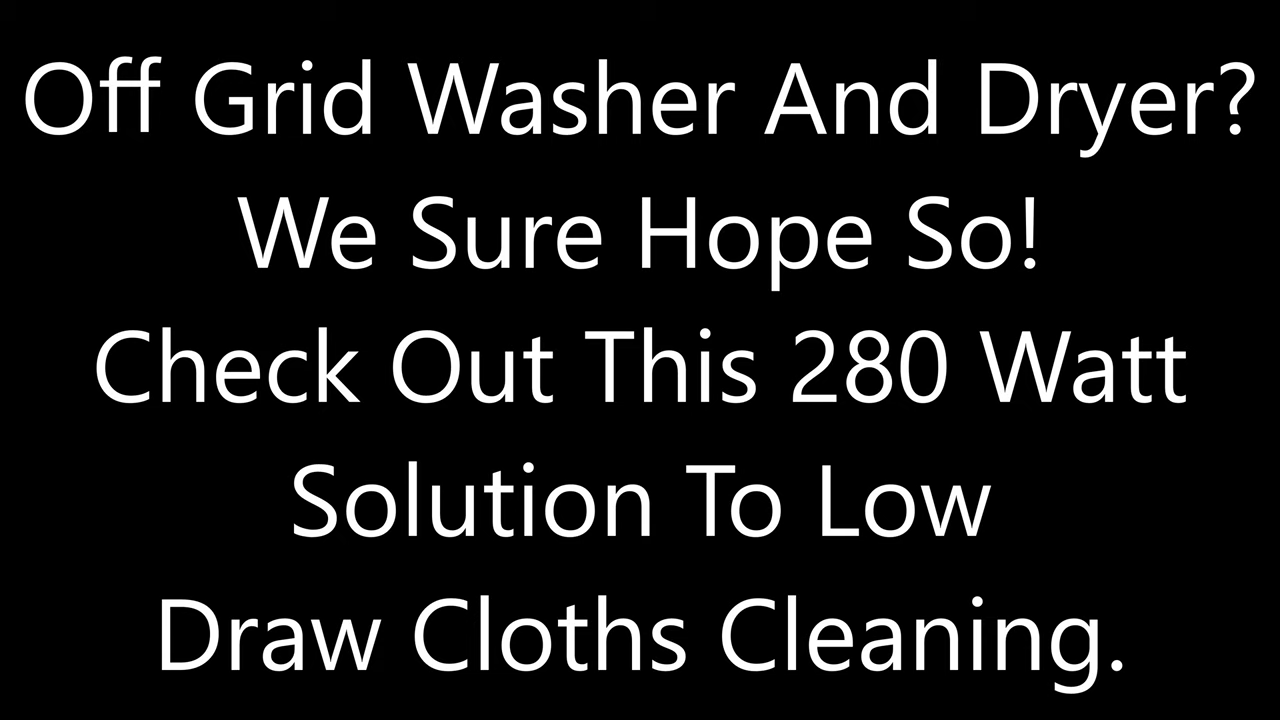 Off Grid Washer And Dryer?
We Sure Hope So!
Check Out This 280 Watt
Solution To Low
Draw Cloths Cleaning.